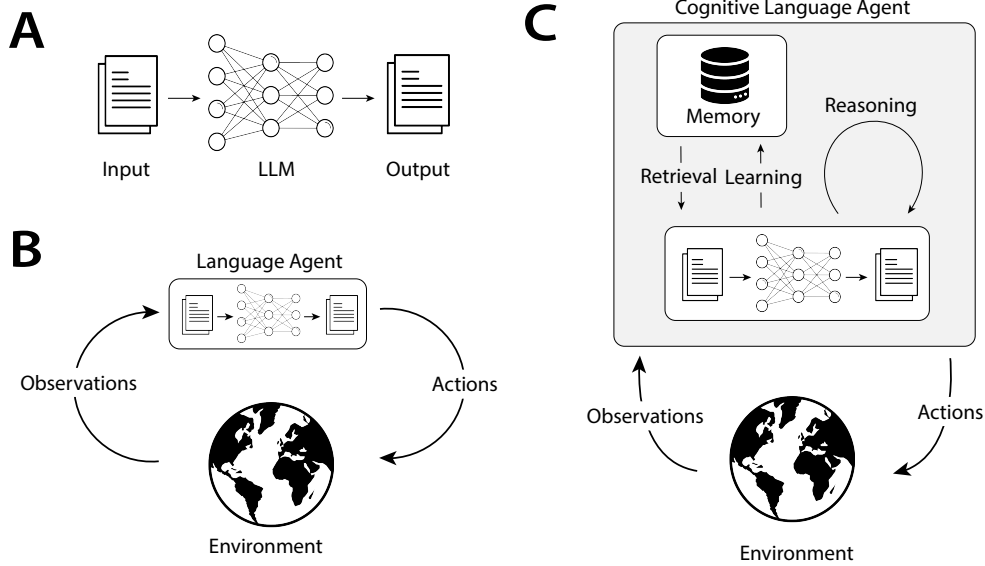 A
Input
LLM
Output
B
Language Agent
Observations
Actions
Environment
C
Cognitive Language Agent
Memory
Reasoning
Retrieval
Learning
Observations
Actions
Environment